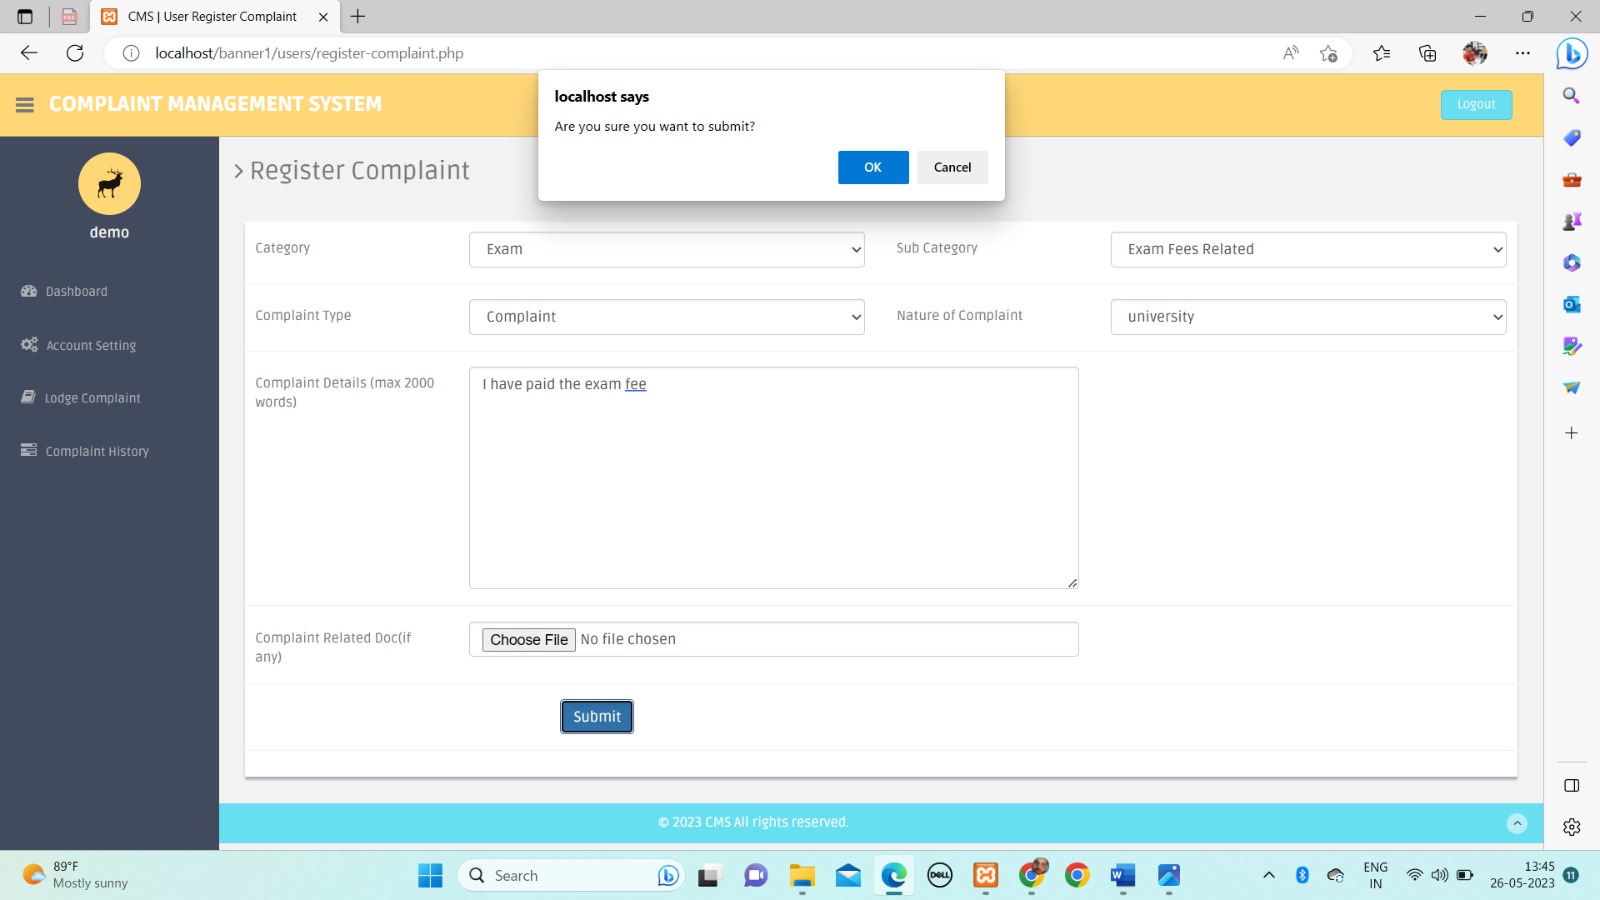 CMS | User Register Complaint
localhost/banner1/users/register-complaint.php
COMPLAINT MANAGEMENT SYSTEM
Logout
localhost says
Are you sure you want to submit?
OK
Cancel
demo
Dashboard
Account Setting
Lodge Complaint
Complaint History
> Register Complaint
Category
Exam
Sub Category
Exam Fees Related
Complaint Type
Complaint
Nature of Complaint
university
Complaint Details (max 2000
words)
I have paid the exam fee
Complaint Related Doc(if
any)
Choose File No file chosen
Submit
© 2023 CMS All rights reserved.
89°F
Mostly sunny
Search
DELL
ENG
IN
13:45
26-05-2023
11